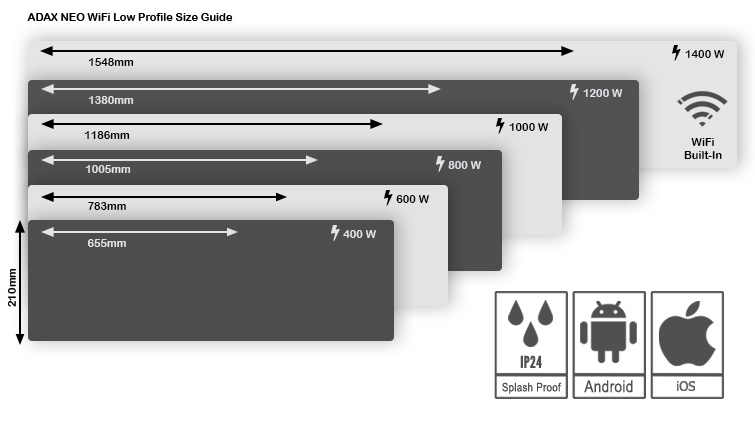 ADAX NEO WiFi Low Profile Size Guide
1548mm
1400 W
1380mm
1200 W
WiFi
Built-In
1186mm
1000 W
1005mm
800 W
783mm
600 W
655mm
400 W
210mm
IP24
Splash Proof
Android
iOS